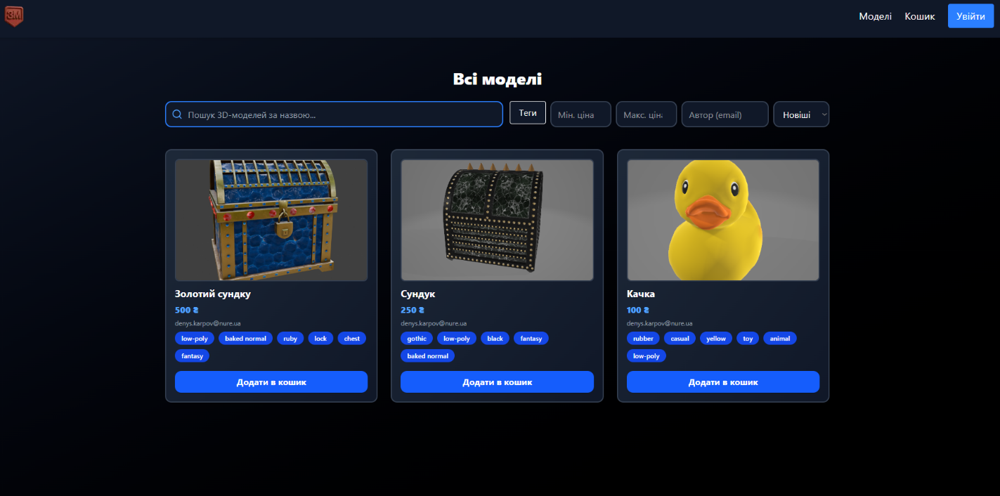 3M
Моделі Кошик Увійти
Всі моделі
Пошук 3D-моделей за назвою... Теги Мін. ціна Макс. ціна Автор (email) Новіші
Золотий сундку
500 ₴
denys.karpov@nure.ua
low-poly baked normal ruby lock chest
fantasy
Додати в кошик
Сундук
250 ₴
denys.karpov@nure.ua
gothic low-poly black fantasy
baked normal
Додати в кошик
Качка
100 ₴
denys.karpov@nure.ua
rubber casual yellow toy animal
low-poly
Додати в кошик